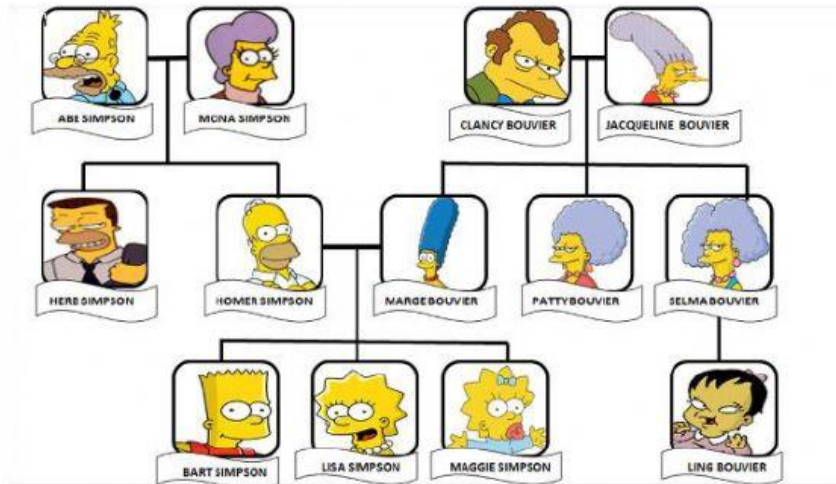 ABE SIMPSON
MONA SIMPSON
CLANCY BOUVIER
JACQUELINE BOUVIER
HERB SIMPSON
HOMER SIMPSON
MARGE BOUVIER
PATTY BOUVIER
SELMA BOUVIER
BART SIMPSON
LISA SIMPSON
MAGGIE SIMPSON
LING BOUVIER